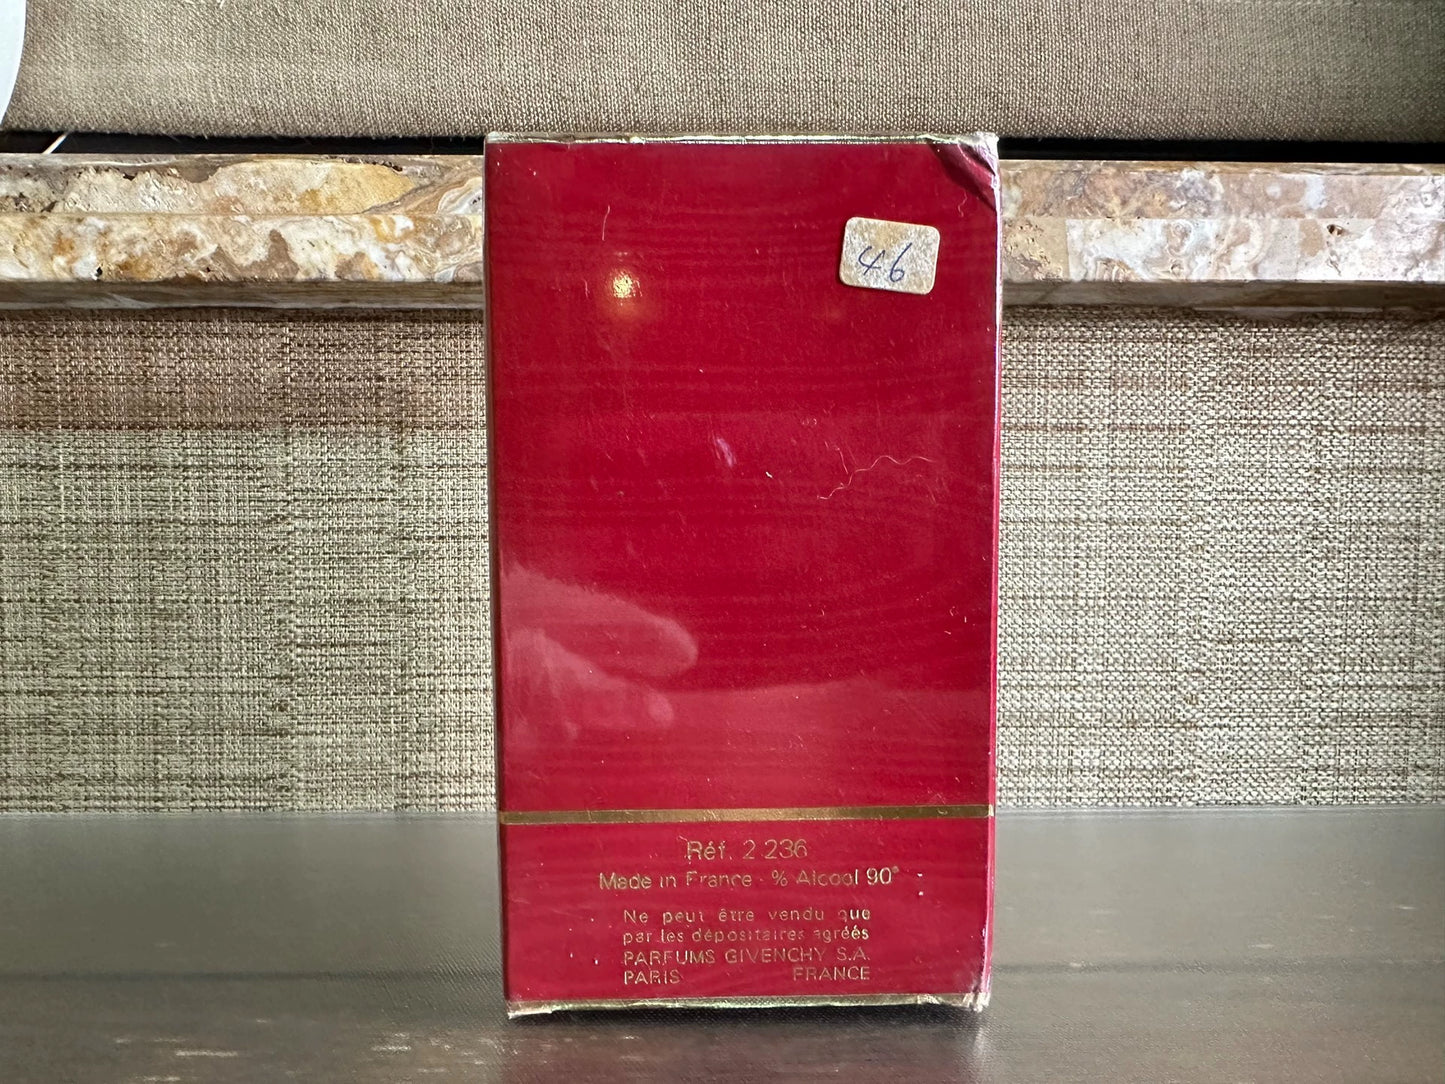 46
Réf. 2 236
Made in France - % Alcool 90°
Ne peut être vendu que
par les dépositaires agréés
PARFUMS GIVENCHY S.A.
PARIS FRANCE